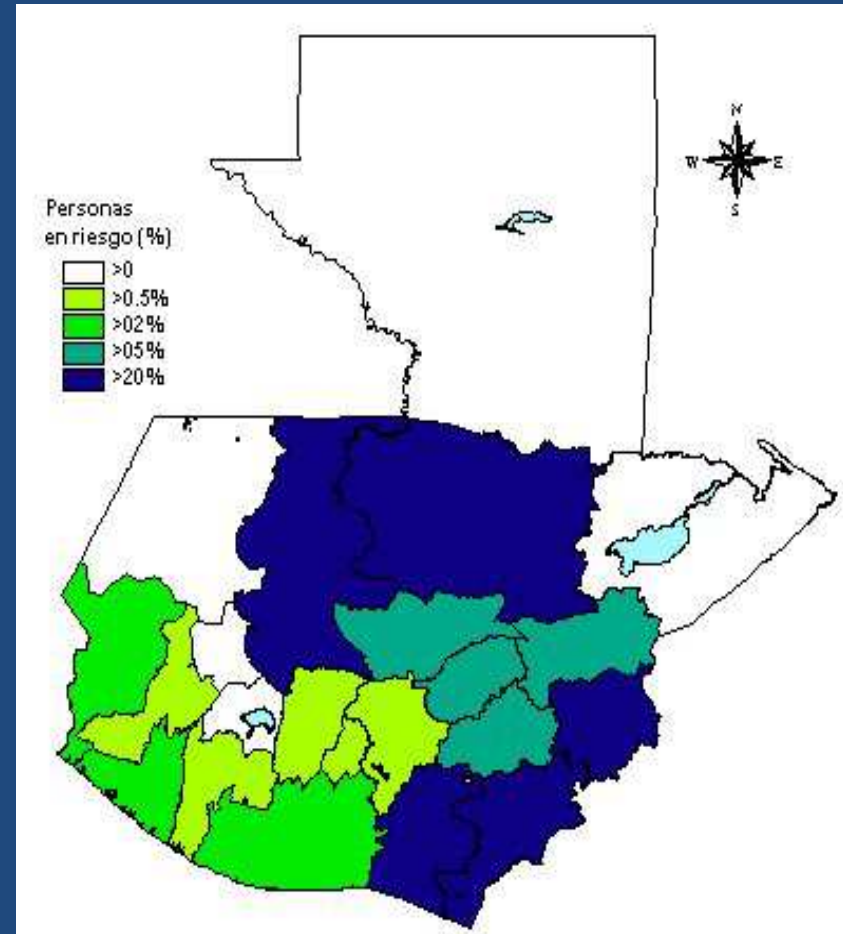 N
W E
S
Personas
en riesgo (%)
>0
>0.5%
>02%
>05%
>20%